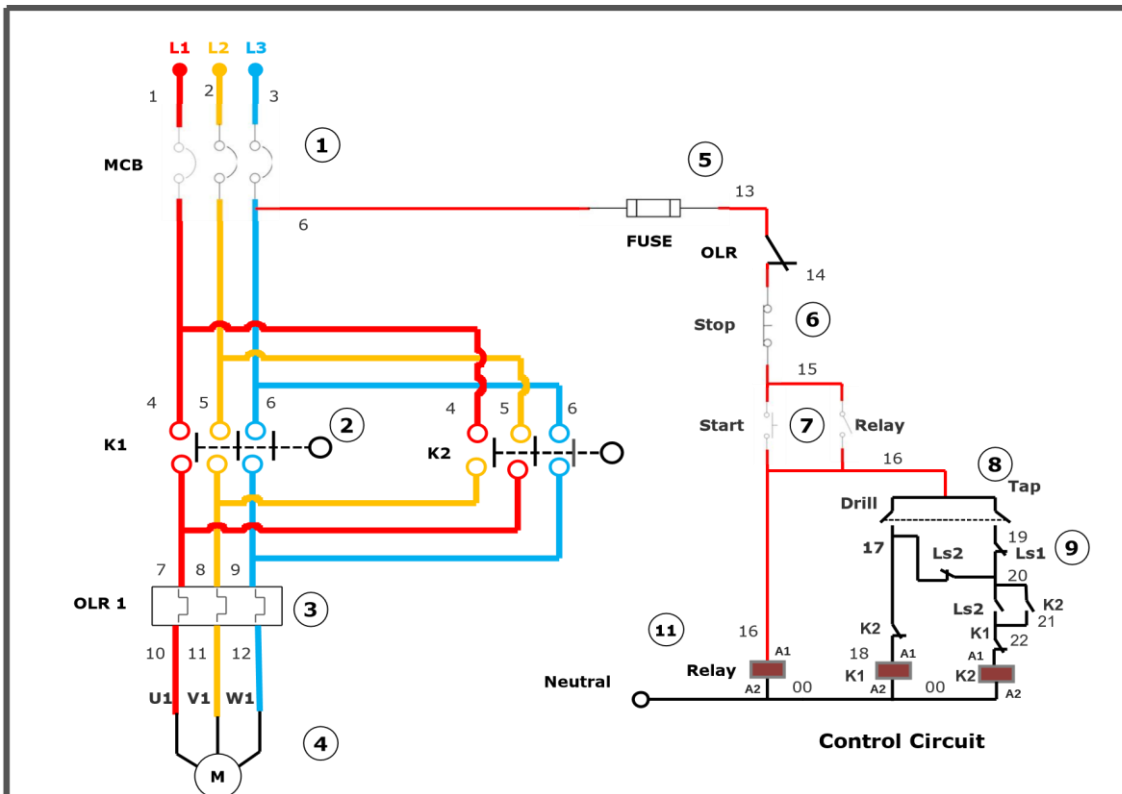 L1 L2 L3
1 2 3
MCB 1
5
13
6
FUSE
OLR
14
Stop 6
15
4 5 6 4 5 6
K1 2 K2
Start 7 Relay
16
8
Tap
Drill
17 19
Ls2 Ls1 9
20
7 8 9
OLR 1 3
Ls2 K2
21
K2 K1 22
11 16
10 11 12
18 A1 A1 A1
Relay K1 K2
U1 V1 W1
Neutral A2 00 A2 00 A2
4
Control Circuit
M